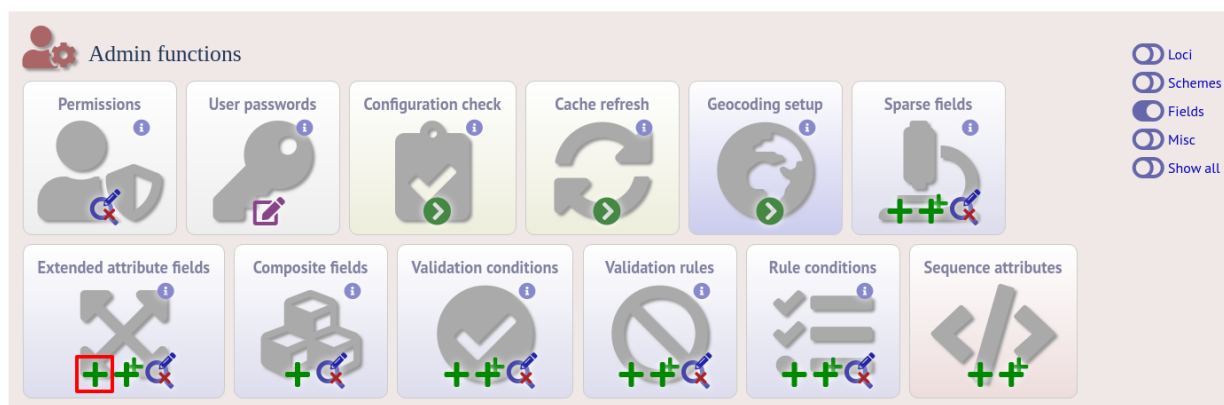 Admin functions
Loci
Schemes
Fields
Misc
Show all
Permissions
User passwords
Configuration check
Cache refresh
Geocoding setup
Sparse fields
Extended attribute fields
Composite fields
Validation conditions
Validation rules
Rule conditions
Sequence attributes